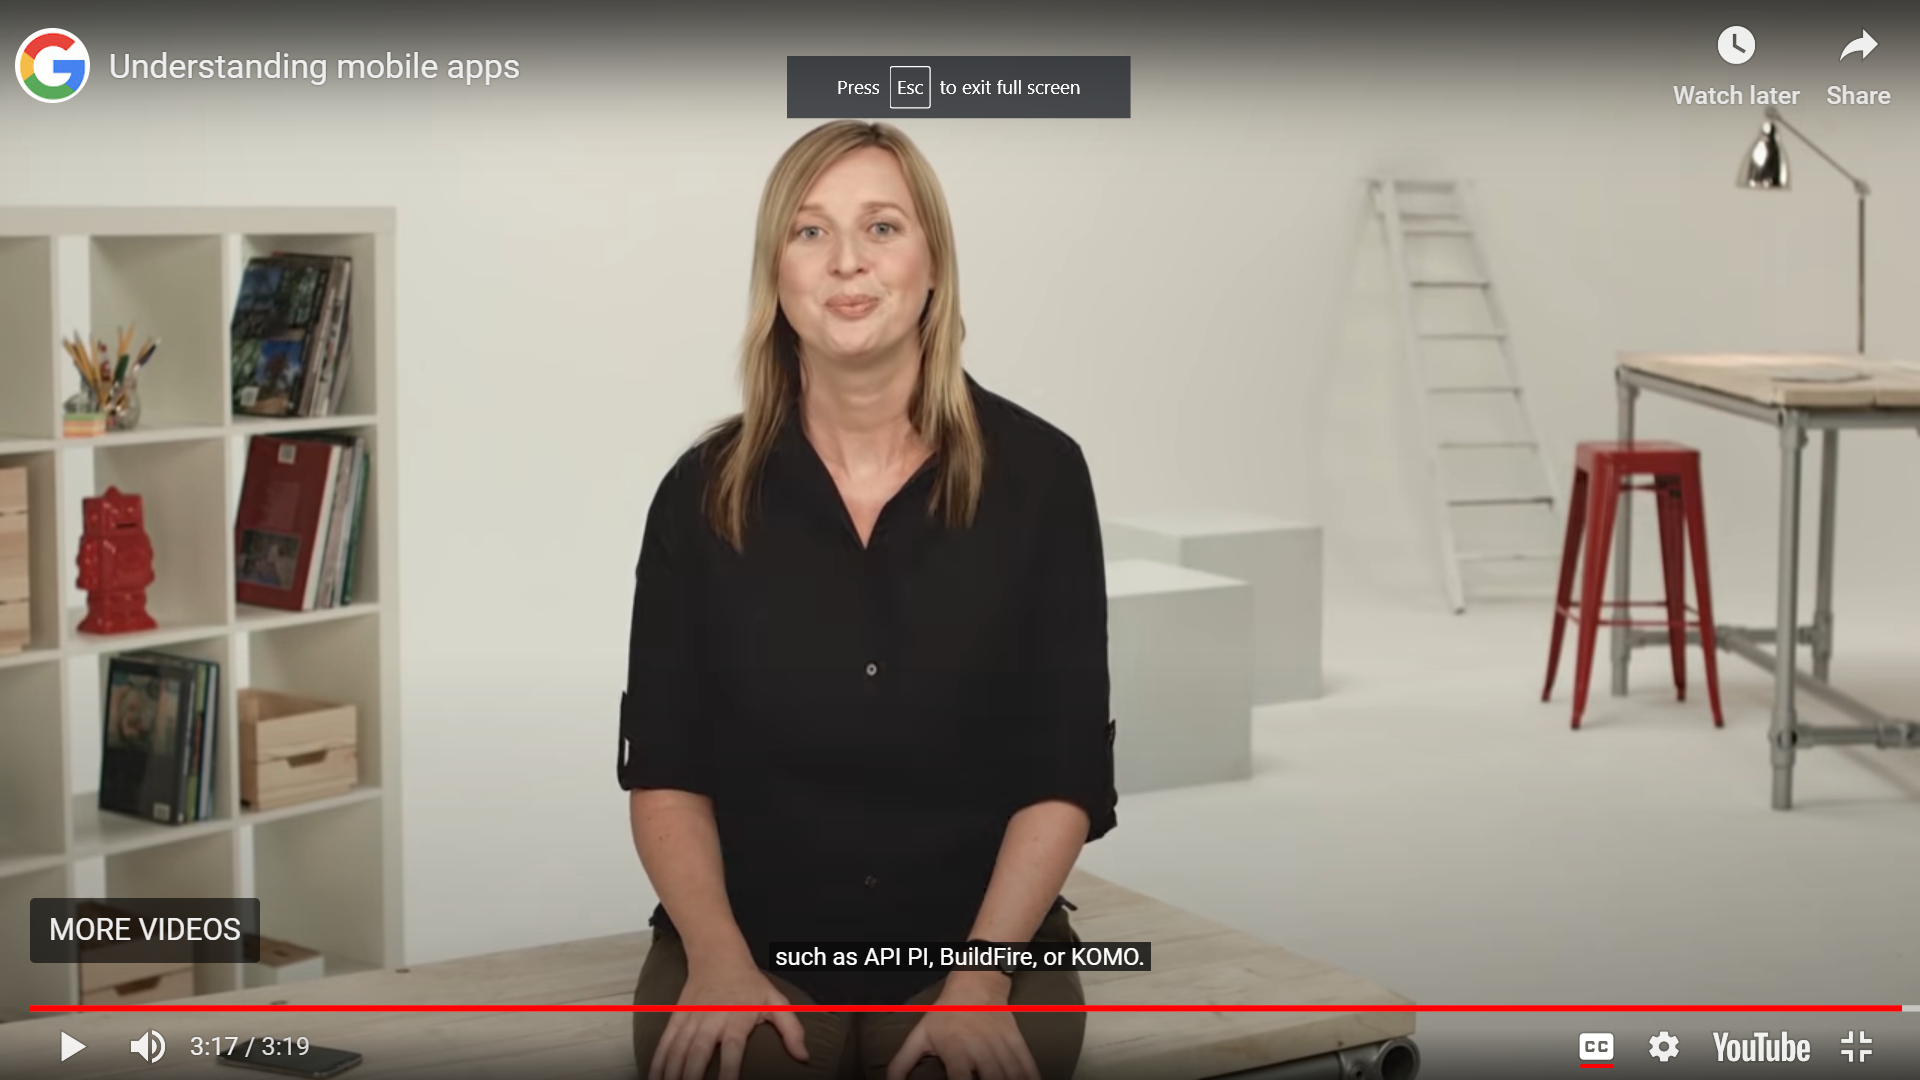 Understanding mobile apps
Press Esc to exit full screen
Watch later
Share
MORE VIDEOS
such as API PI, BuildFire, or KOMO.
3:17 / 3:19
CC
YouTube